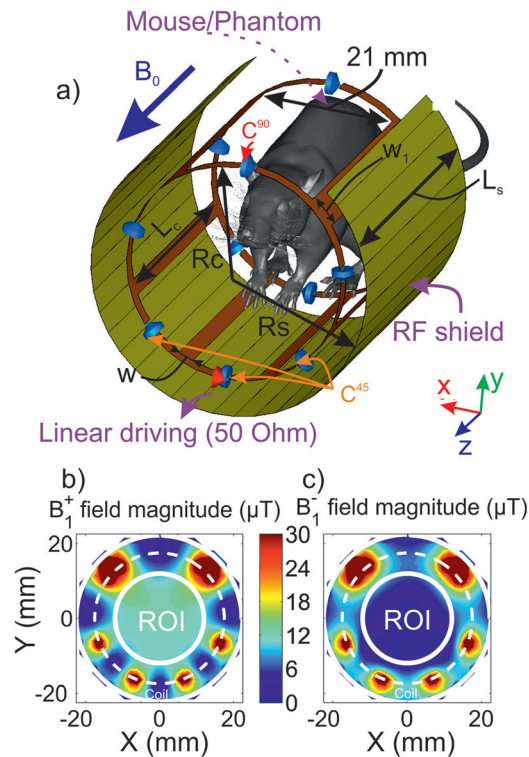 Mouse/Phantom
21 mm
B₀
a)
C⁹⁰
w₁
Lₛ
L꜀
Rc
Rs
RF shield
w
C⁴⁵
Linear driving (50 Ohm)
x
y
z
b)
c)
B₁⁺ field magnitude (µT)
B₁⁻ field magnitude (µT)
20
0
-20
Y (mm)
ROI
Coil
-20 0 20
X (mm)
30
24
18
12
6
0
ROI
Coil
-20 0 20
X (mm)